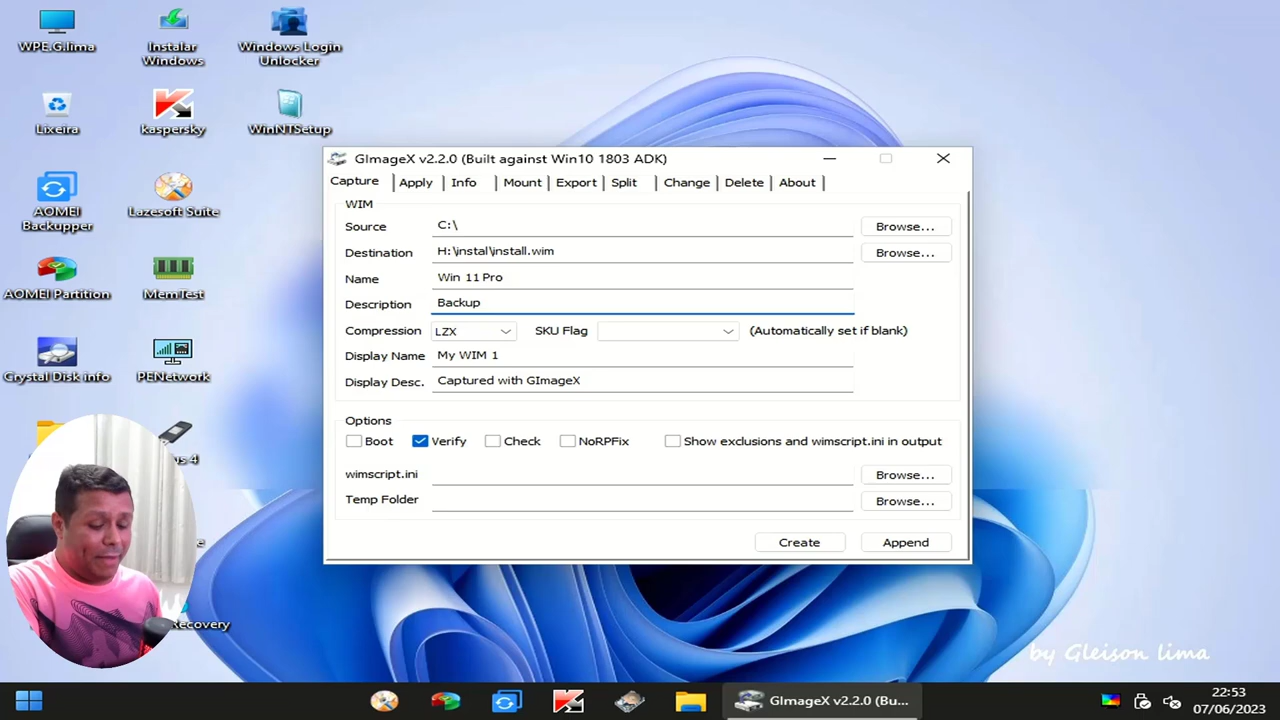 WPE.G.lima
Instalar
Windows
Windows Login
Unlocker
Lixeira
kaspersky
WinNTSetup
AOMEI
Backupper
Lazesoft Suite
AOMEI Partition
MemTest
Crystal Disk info
PENetwork
Recovery
GImageX v2.2.0 (Built against Win10 1803 ADK)
Capture Apply Info Mount Export Split Change Delete About
WIM
Source C:\ Browse...
Destination H:\instal\install.wim Browse...
Name Win 11 Pro
Description Backup
Compression LZX SKU Flag (Automatically set if blank)
Display Name My WIM 1
Display Desc. Captured with GImageX
Options
Boot Verify Check NoRPFix Show exclusions and wimscript.ini in output
wimscript.ini Browse...
Temp Folder Browse...
Create Append
by Gleison lima
GImageX v2.2.0 (Bu...
22:53
07/06/2023